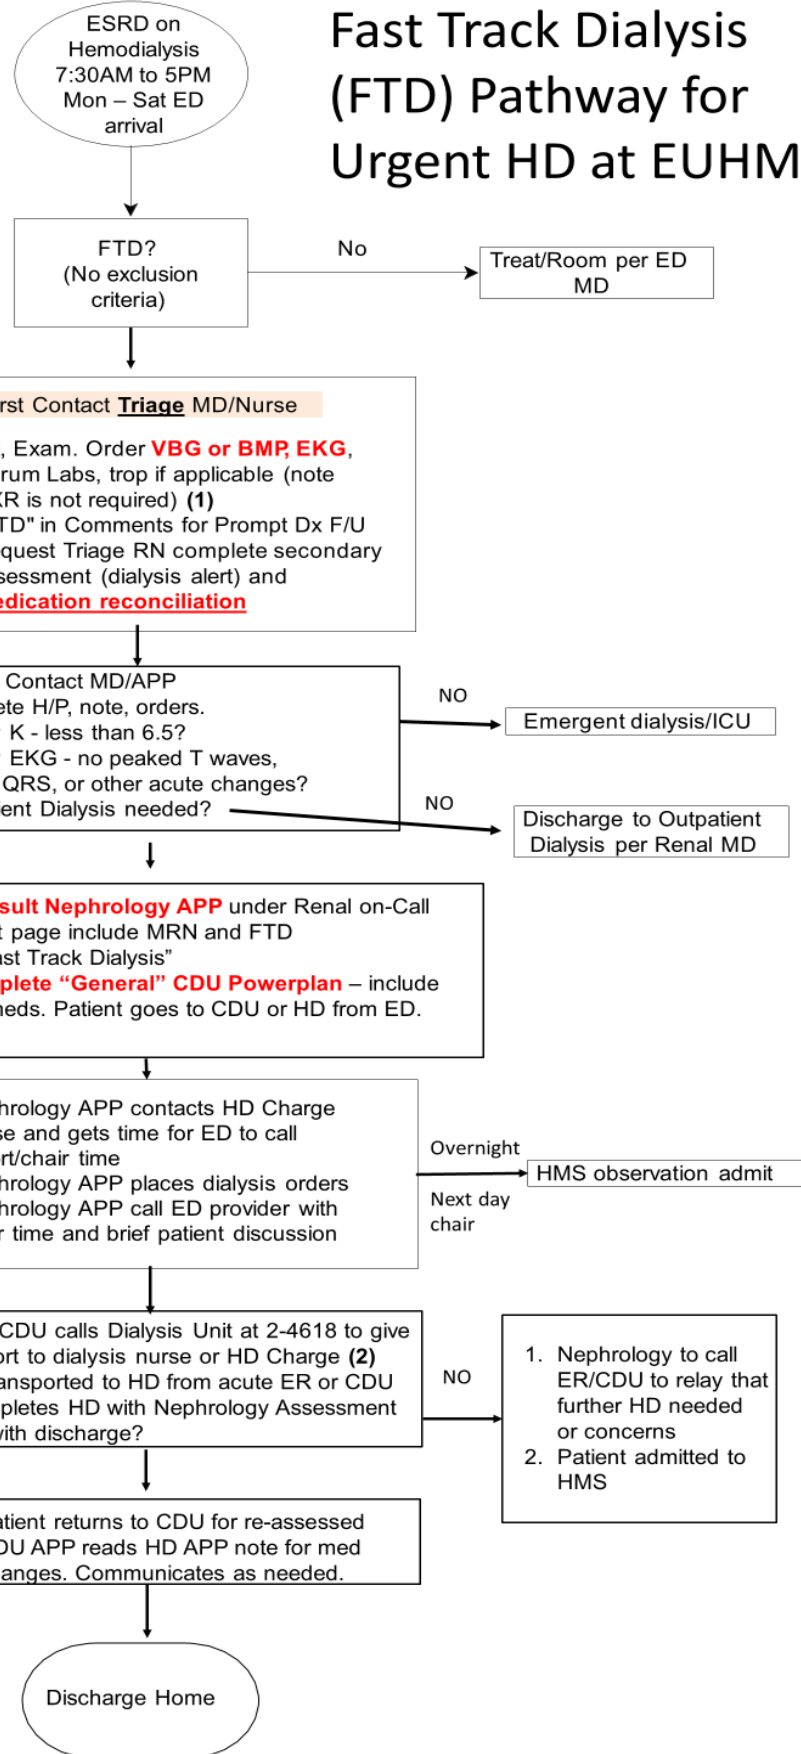 ESRD on
Hemodialysis
7:30AM to 5PM
Mon – Sat ED
arrival
Fast Track Dialysis
(FTD) Pathway for
Urgent HD at EUHM
FTD?
(No exclusion
criteria)
No
Treat/Room per ED
MD
rst Contact Triage MD/Nurse
, Exam. Order VBG or BMP, EKG,
rum Labs, trop if applicable (note
XR is not required) (1)
TD" in Comments for Prompt Dx F/U
quest Triage RN complete secondary
sessment (dialysis alert) and
edication reconciliation
Contact MD/APP
ete H/P, note, orders.
K - less than 6.5?
EKG - no peaked T waves,
QRS, or other acute changes?
ient Dialysis needed?
NO
Emergent dialysis/ICU
NO
Discharge to Outpatient
Dialysis per Renal MD
sult Nephrology APP under Renal on-Call
t page include MRN and FTD
ast Track Dialysis”
plete “General” CDU Powerplan – include
meds. Patient goes to CDU or HD from ED.
hrology APP contacts HD Charge
se and gets time for ED to call
rt/chair time
hrology APP places dialysis orders
hrology APP call ED provider with
r time and brief patient discussion
Overnight
Next day
chair
HMS observation admit
CDU calls Dialysis Unit at 2-4618 to give
ort to dialysis nurse or HD Charge (2)
ansported to HD from acute ER or CDU
pletes HD with Nephrology Assessment
with discharge?
NO
1. Nephrology to call
ER/CDU to relay that
further HD needed
or concerns
2. Patient admitted to
HMS
atient returns to CDU for re-assessed
DU APP reads HD APP note for med
anges. Communicates as needed.
Discharge Home